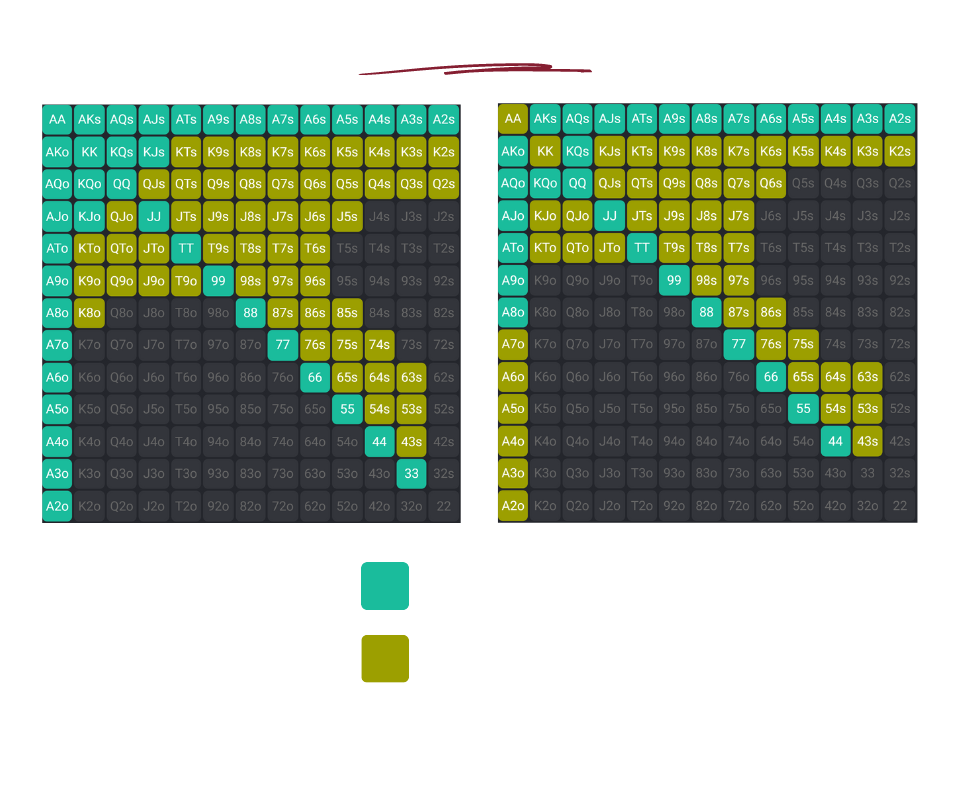 AA AKs AQs AJs ATs A9s A8s A7s A6s A5s A4s A3s A2s
AKo KK KQs KJs KTs K9s K8s K7s K6s K5s K4s K3s K2s
AQo KQo QQ QJs QTs Q9s Q8s Q7s Q6s Q5s Q4s Q3s Q2s
AJo KJo QJo JJ JTs J9s J8s J7s J6s J5s J4s J3s J2s
ATo KTo QTo JTo TT T9s T8s T7s T6s T5s T4s T3s T2s
A9o K9o Q9o J9o T9o 99 98s 97s 96s 95s 94s 93s 92s
A8o K8o Q8o J8o T8o 98o 88 87s 86s 85s 84s 83s 82s
A7o K7o Q7o J7o T7o 97o 87o 77 76s 75s 74s 73s 72s
A6o K6o Q6o J6o T6o 96o 86o 76o 66 65s 64s 63s 62s
A5o K5o Q5o J5o T5o 95o 85o 75o 65o 55 54s 53s 52s
A4o K4o Q4o J4o T4o 94o 84o 74o 64o 54o 44 43s 42s
A3o K3o Q3o J3o T3o 93o 83o 73o 63o 53o 43o 33 32s
A2o K2o Q2o J2o T2o 92o 82o 72o 62o 52o 42o 32o 22
AA AKs AQs AJs ATs A9s A8s A7s A6s A5s A4s A3s A2s
AKo KK KQs KJs KTs K9s K8s K7s K6s K5s K4s K3s K2s
AQo KQo QQ QJs QTs Q9s Q8s Q7s Q6s Q5s Q4s Q3s Q2s
AJo KJo QJo JJ JTs J9s J8s J7s J6s J5s J4s J3s J2s
ATo KTo QTo JTo TT T9s T8s T7s T6s T5s T4s T3s T2s
A9o K9o Q9o J9o T9o 99 98s 97s 96s 95s 94s 93s 92s
A8o K8o Q8o J8o T8o 98o 88 87s 86s 85s 84s 83s 82s
A7o K7o Q7o J7o T7o 97o 87o 77 76s 75s 74s 73s 72s
A6o K6o Q6o J6o T6o 96o 86o 76o 66 65s 64s 63s 62s
A5o K5o Q5o J5o T5o 95o 85o 75o 65o 55 54s 53s 52s
A4o K4o Q4o J4o T4o 94o 84o 74o 64o 54o 44 43s 42s
A3o K3o Q3o J3o T3o 93o 83o 73o 63o 53o 43o 33 32s
A2o K2o Q2o J2o T2o 92o 82o 72o 62o 52o 42o 32o 22